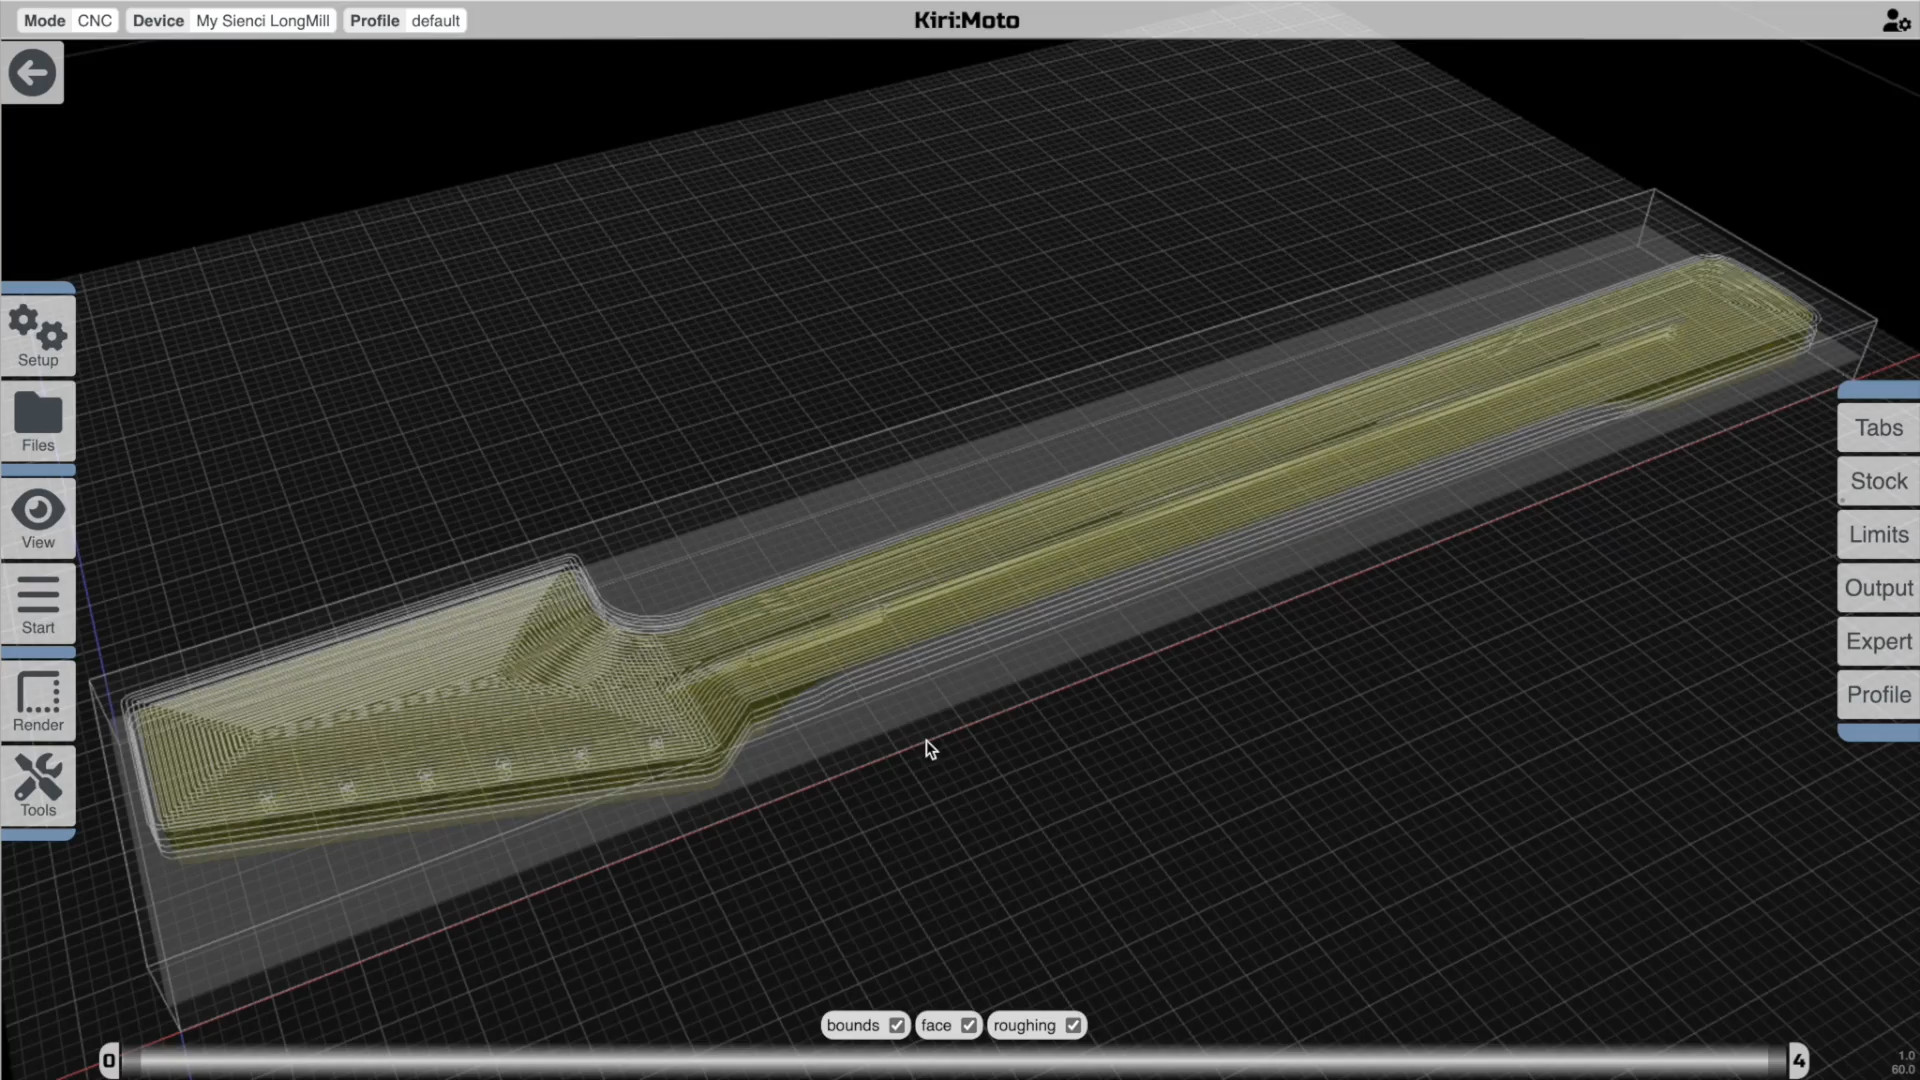 Mode CNC Device My Sienci LongMill Profile default
Kiri:Moto
Setup
Files
View
Start
Render
Tools
Tabs
Stock
Limits
Output
Expert
Profile
bounds face roughing
0
4
1.0
60.0